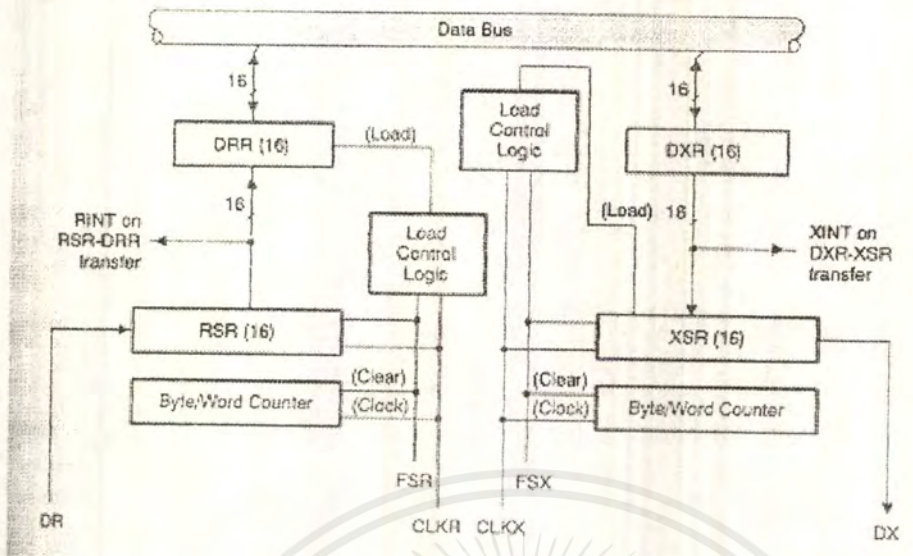 Data Bus
16
16
DRR (16)
(Load)
Load
Control
Logic
DXR (16)
16
RINT on
RSR-DRR
transfer
Load
Control
Logic
(Load)
16
XINT on
DXR-XSR
transfer
RSR (16)
XSR (16)
Byte/Word Counter
(Clear)
(Clock)
(Clear)
(Clock)
Byte/Word Counter
FSR
FSX
DR
CLKR
CLKX
DX